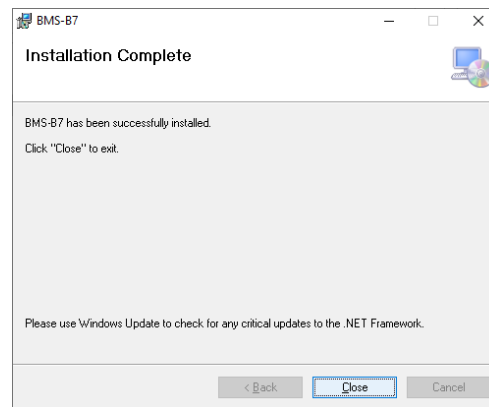 BMS-B7
Installation Complete
BMS-B7 has been successfully installed.
Click "Close" to exit.
Please use Windows Update to check for any critical updates to the .NET Framework.
< Back
Close
Cancel